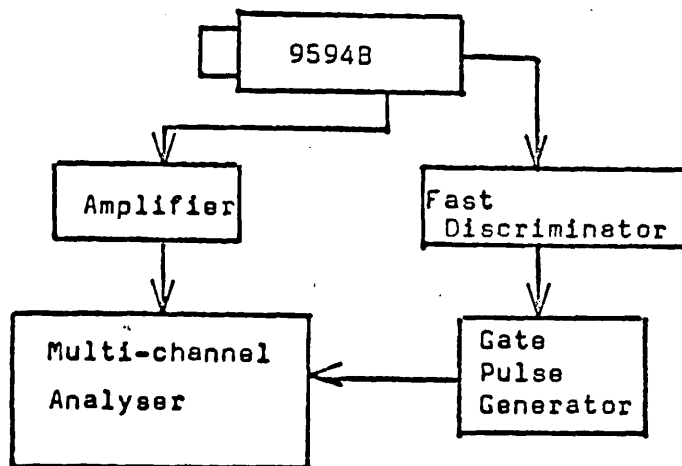 9594B
Amplifier
Fast
Discriminator
Multi-channel
Analyser
Gate
Pulse
Generator